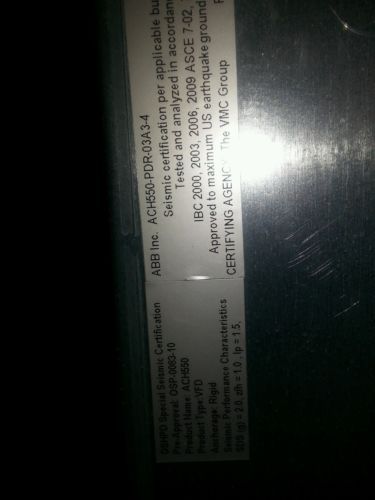 OSHPD Special Seismic Certification
Pre-Approval: OSP-0083-10
Product Name: ACH550
Product Type: VFD
Anchorage: Rigid
Seismic Performance Characteristics
SDS (g) = 2.0, z/h = 1.0, Ip = 1.5,
ABB Inc. ACH550-PDR-03A3-4
Seismic certification per applicable bu
Tested and analyzed in accordan
IBC 2000, 2003, 2006, 2009 ASCE 7-02,
Approved to maximum US earthquake ground
CERTIFYING AGENC The VMC Group